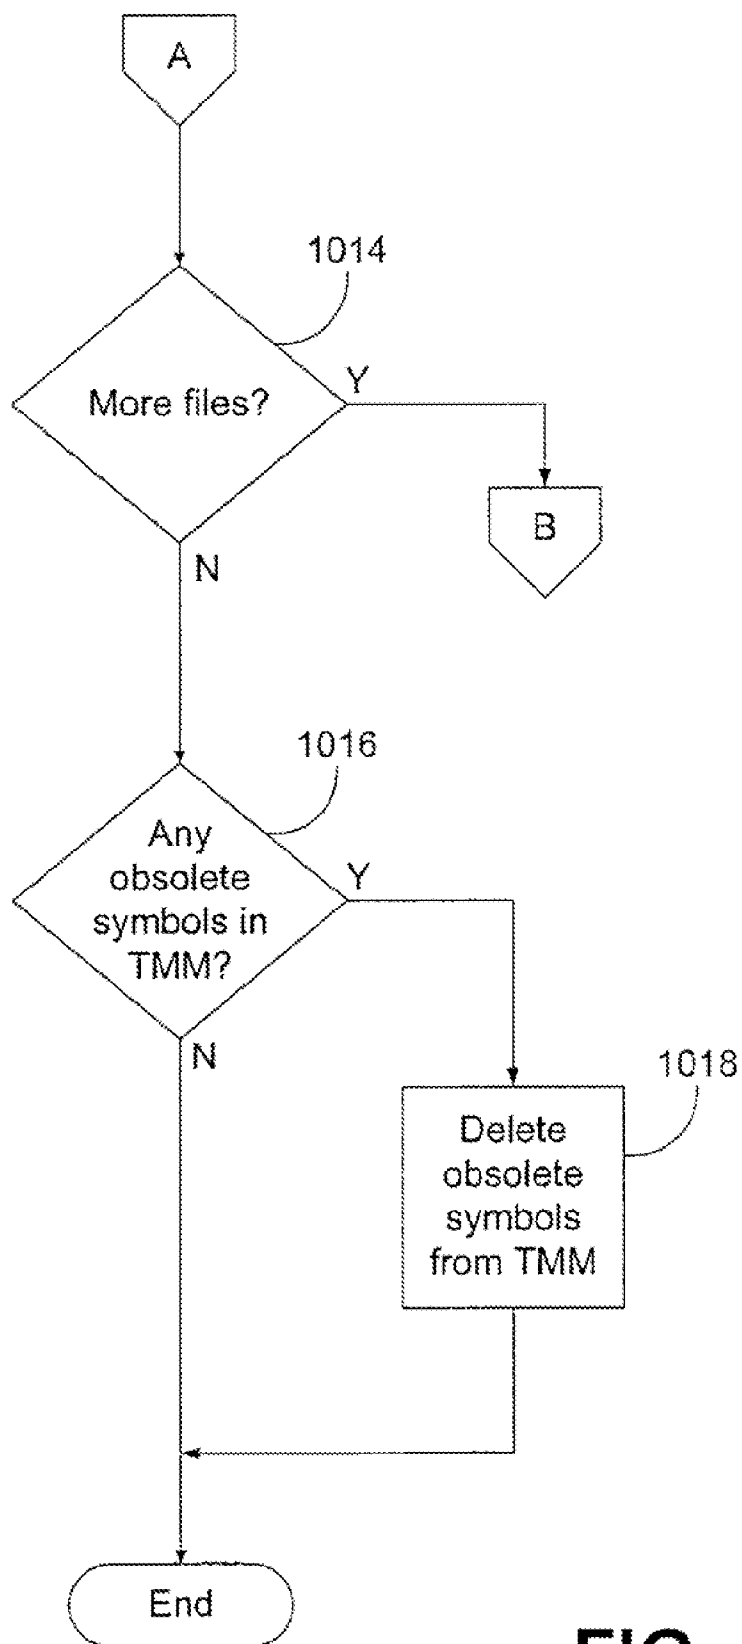 A
1014
More files?
Y
B
N
1016
Any
obsolete
symbols in
TMM?
Y
N
1018
Delete
obsolete
symbols
from TMM
End
FIG